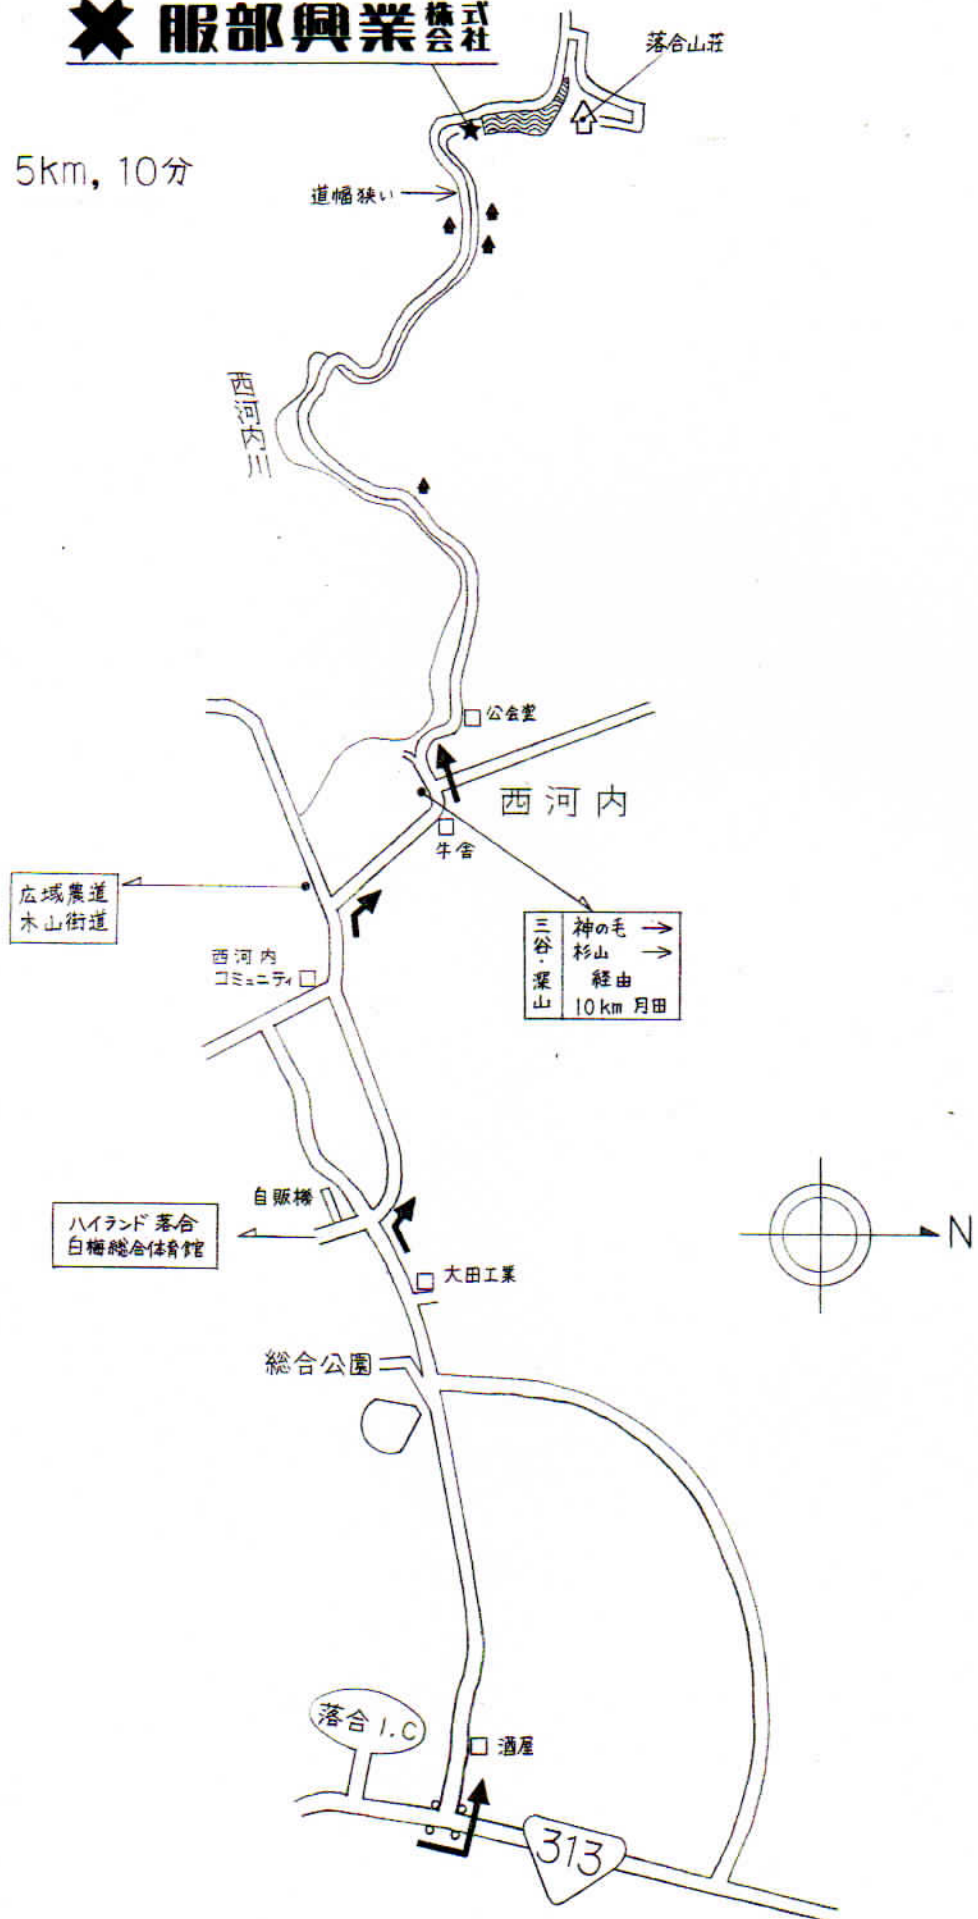 服部興業株式会社
落合山荘
5km, 10分
道幅狭い
西河内川
公会堂
西河内
牛舎
広域農道
木山街道
三谷・深山
神の毛 →
杉山 →
経由
10km 月田
西河内
コミュニティ
自販機
ハイランド落合
白梅総合体育館
N
大田工業
総合公園
落合 I.C
酒屋
313